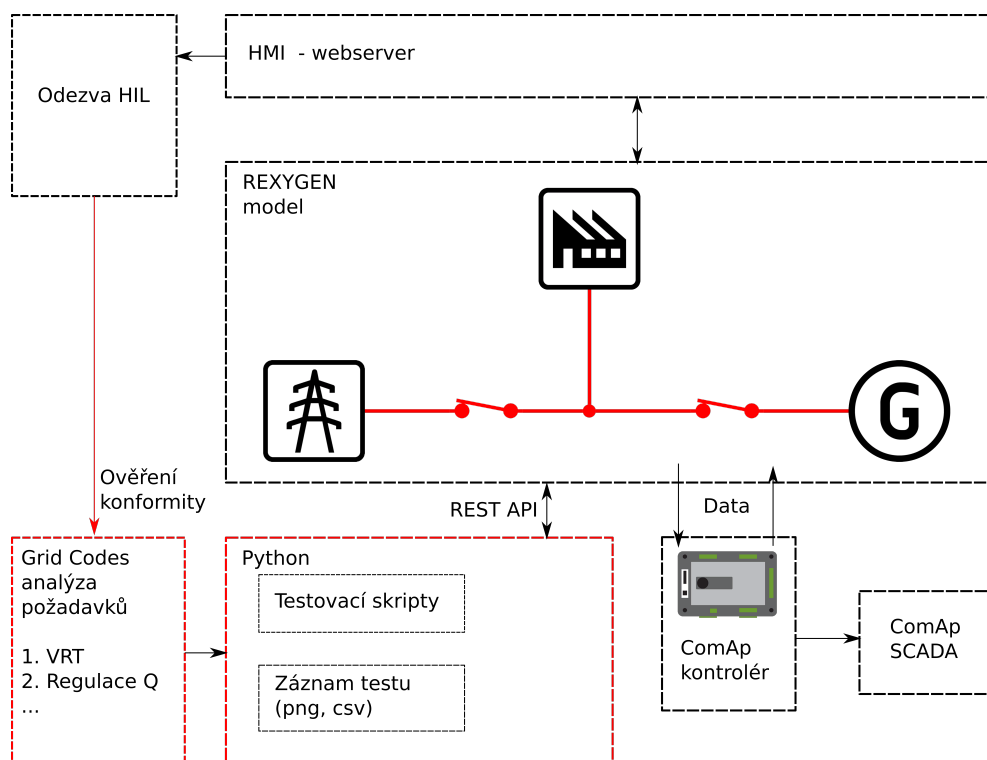 HMI - webserver
Odezva HIL
REXYGEN
model
G
Ověření
konformity
REST API
Data
Grid Codes
analýza
požadavků
1. VRT
2. Regulace Q
...
Python
Testovací skripty
Záznam testu
(png, csv)
ComAp
kontrolér
ComAp
SCADA